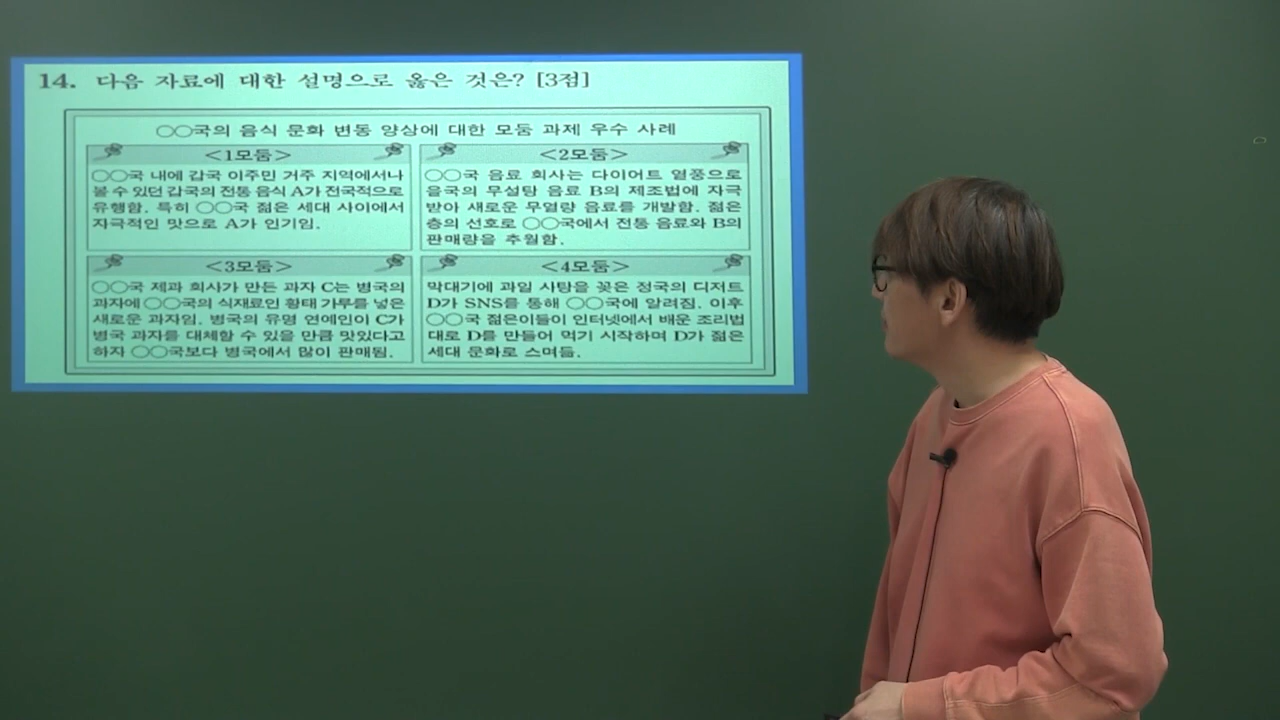 14. 다음 자료에 대한 설명으로 옳은 것은? [3점]
○○국의 음식 문화 변동 양상에 대한 모둠 과제 우수 사례
<1모둠>
○○국 내에 갑국 이주민 거주 지역에서나
볼 수 있던 갑국의 전통 음식 A가 전국적으로
유행함. 특히 ○○국 젊은 세대 사이에서
자극적인 맛으로 A가 인기임.
<2모둠>
○○국 음료 회사는 다이어트 열풍으로
을국의 무설탕 음료 B의 제조법에 자극
받아 새로운 무열량 음료를 개발함. 젊은
층의 선호로 ○○국에서 전통 음료와 B의
판매량을 추월함.
<3모둠>
○○국 제과 회사가 만든 과자 C는 병국의
과자에 ○○국의 식재료인 황태 가루를 넣은
새로운 과자임. 병국의 유명 연예인이 C가
병국 과자를 대체할 수 있을 만큼 맛있다고
하자 ○○국보다 병국에서 많이 판매됨.
<4모둠>
막대기에 과일 사탕을 꽂은 정국의 디저트
D가 SNS를 통해 ○○국에 알려짐. 이후
○○국 젊은이들이 인터넷에서 배운 조리법
대로 D를 만들어 먹기 시작하며 D가 젊은
세대 문화로 스며듦.